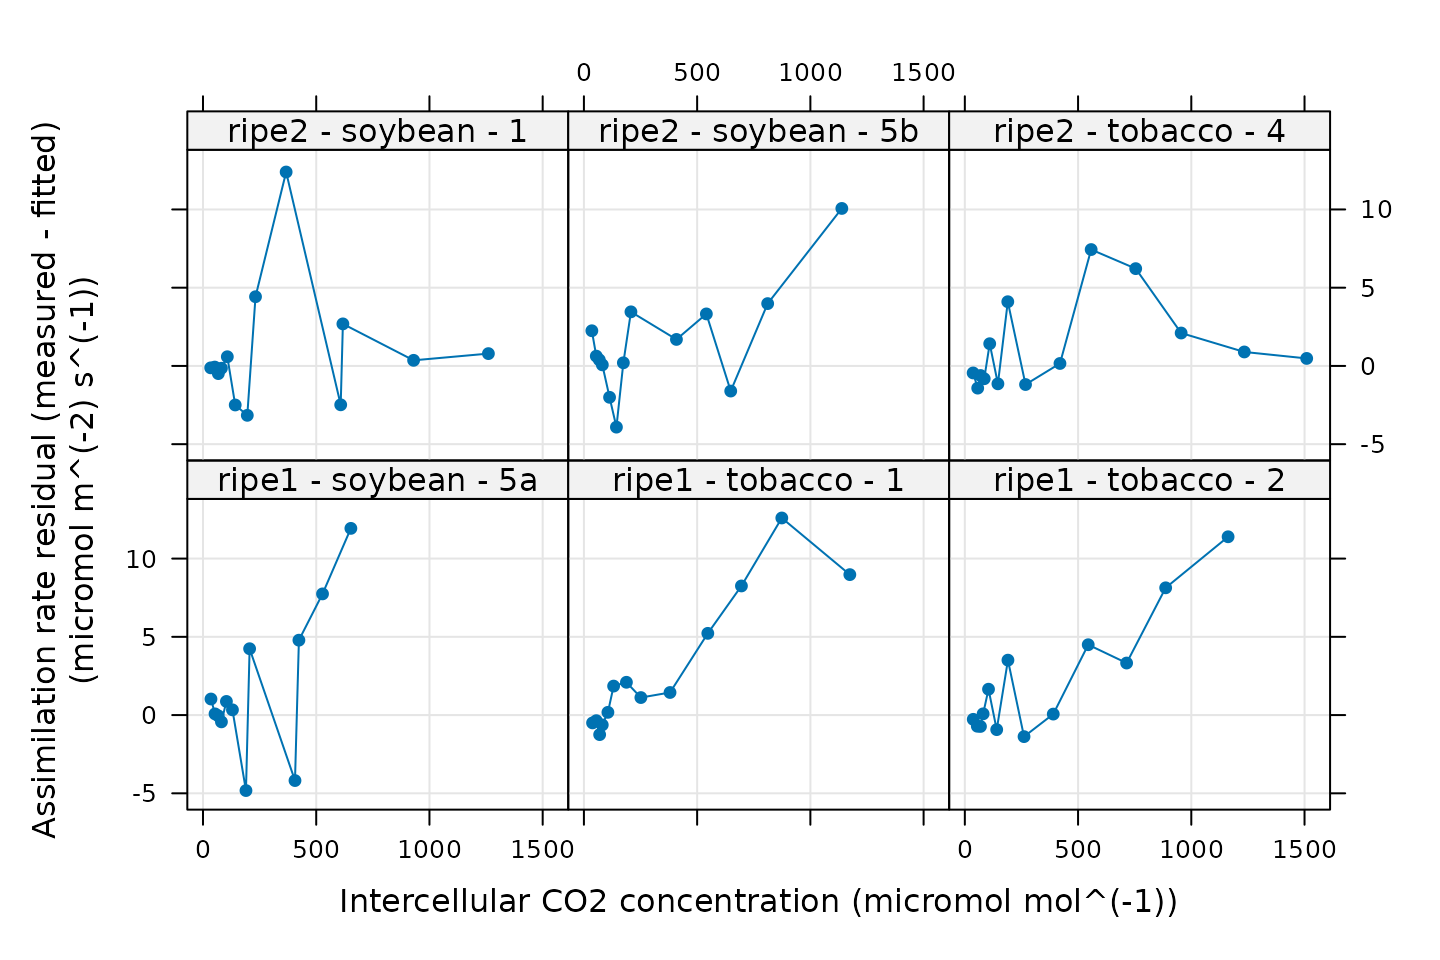 0 500 1000 1500
ripe2 - soybean - 1 ripe2 - soybean - 5b ripe2 - tobacco - 4
10
5
0
-5
ripe1 - soybean - 5a ripe1 - tobacco - 1 ripe1 - tobacco - 2
10
5
0
-5
0 500 1000 1500 0 500 1000 1500
Intercellular CO2 concentration (micromol mol^(-1))
Assimilation rate residual (measured - fitted)
(micromol m^(-2) s^(-1))